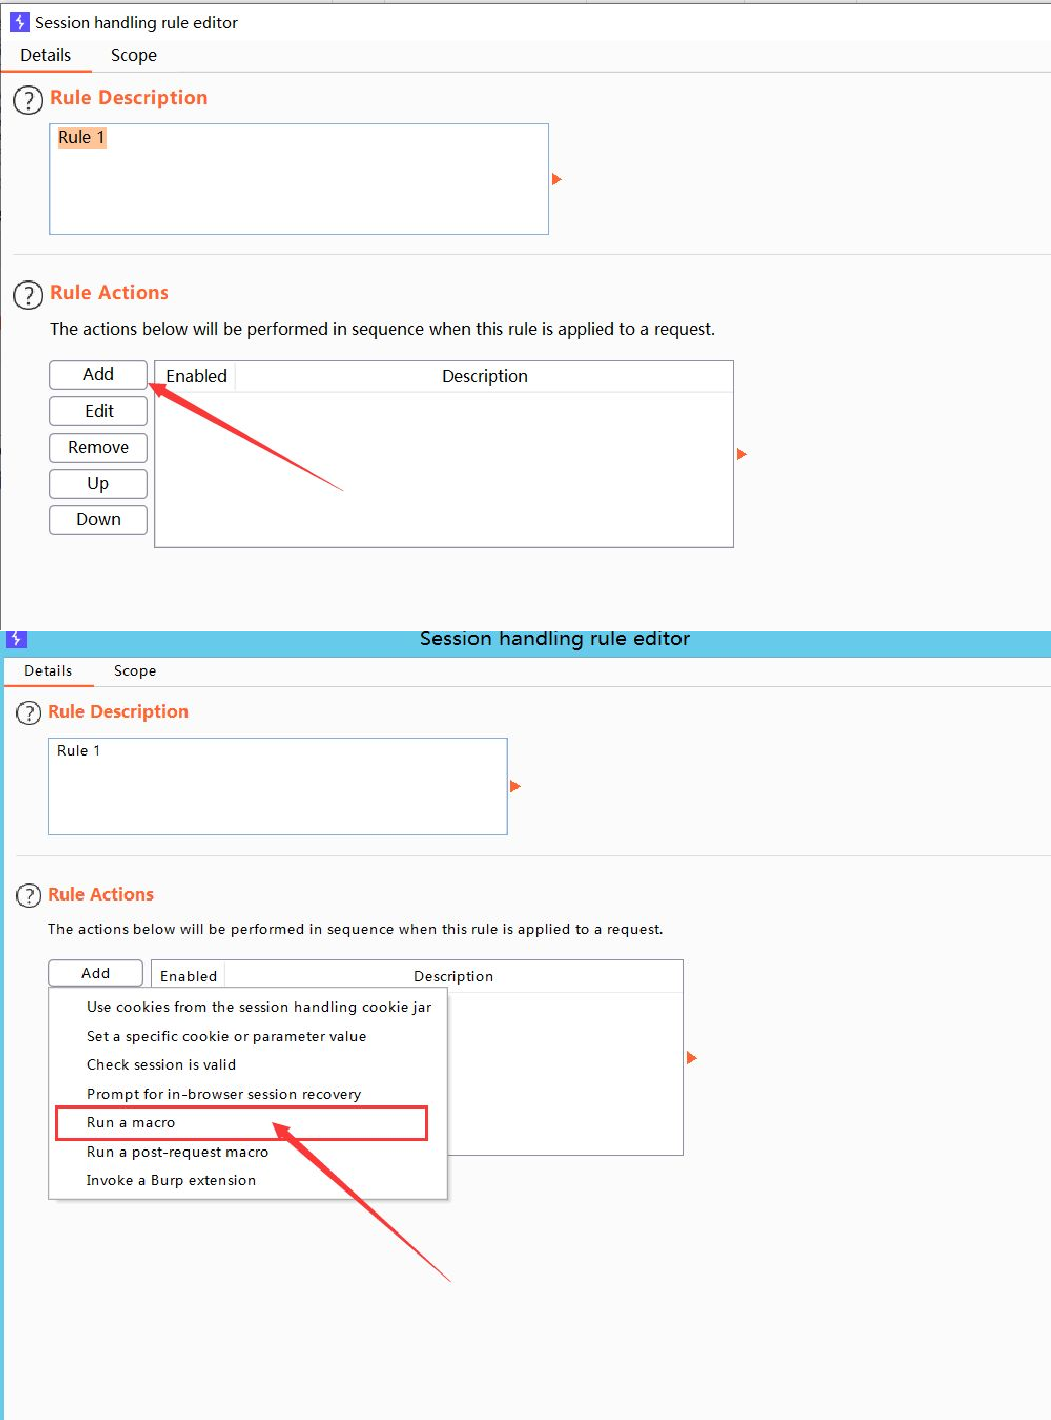 Session handling rule editor
Details Scope
? Rule Description
Rule 1
? Rule Actions
The actions below will be performed in sequence when this rule is applied to a request.
Add Enabled Description
Edit
Remove
Up
Down
Session handling rule editor
Details Scope
? Rule Description
Rule 1
? Rule Actions
The actions below will be performed in sequence when this rule is applied to a request.
Add Enabled Description
Use cookies from the session handling cookie jar
Set a specific cookie or parameter value
Check session is valid
Prompt for in-browser session recovery
Run a macro
Run a post-request macro
Invoke a Burp extension